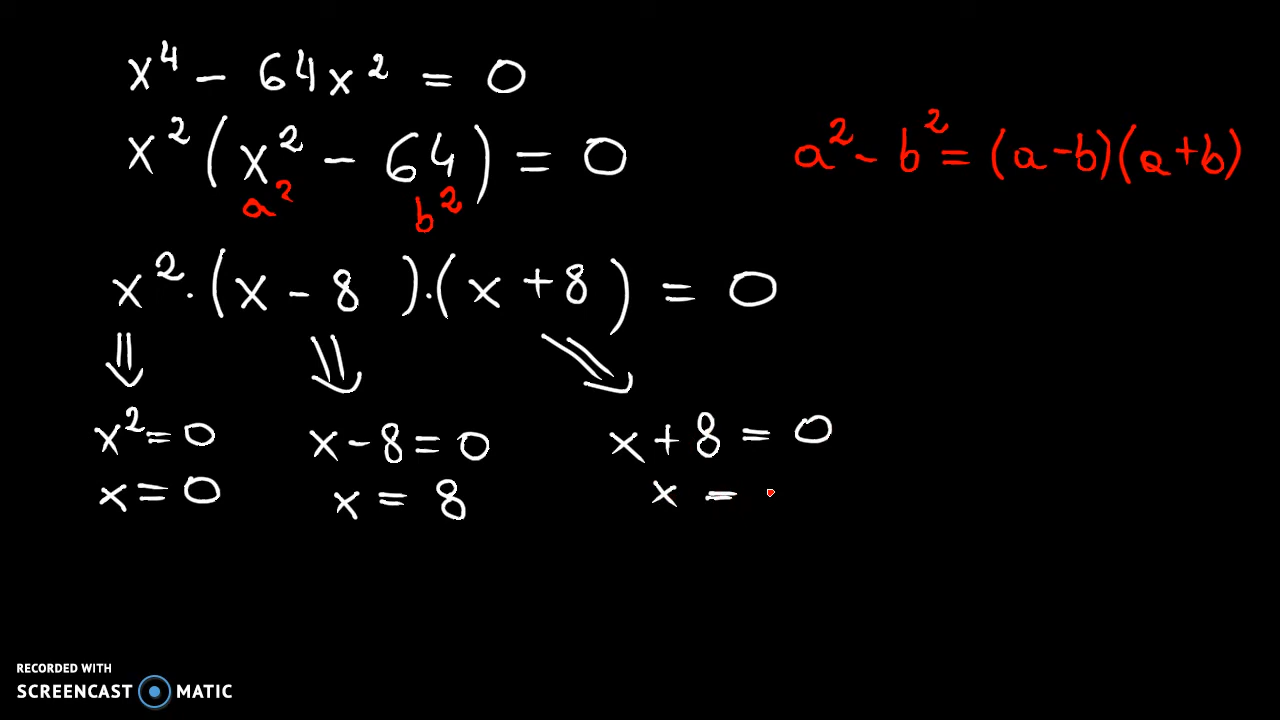 x⁴ - 64x² = 0
x² (x² - 64) = 0
a² b²
a² - b² = (a-b)(a+b)
x² · (x - 8 ) · (x + 8) = 0
⇓ ⇓ ⇘
x² = 0 x - 8 = 0 x + 8 = 0
x = 0 x = 8 x =
RECORDED WITH
SCREENCAST MATIC